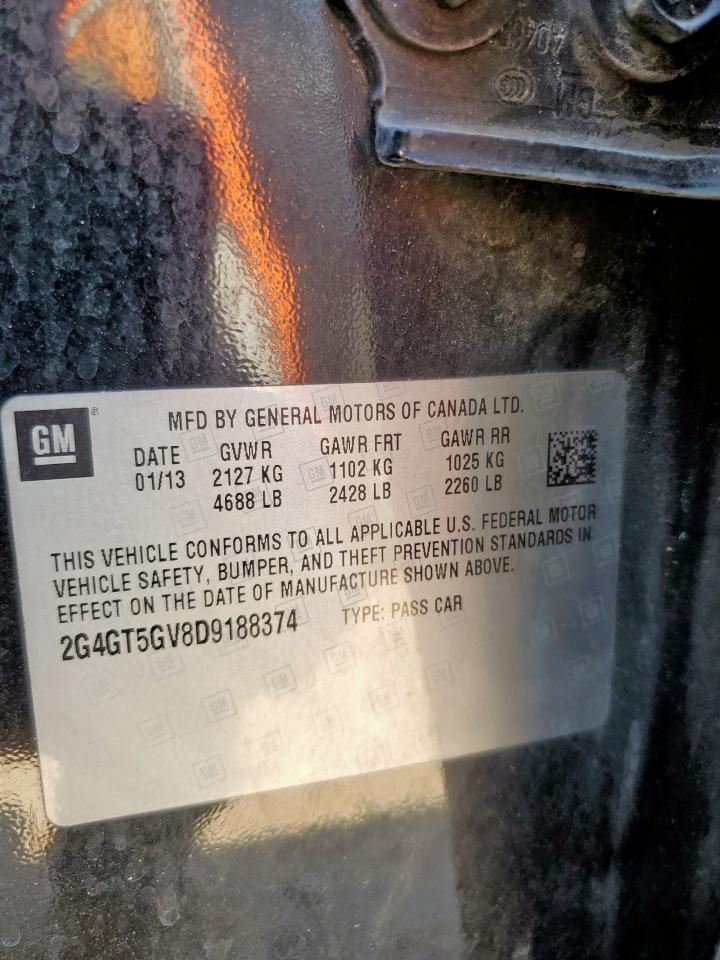 GM
®
MFD BY GENERAL MOTORS OF CANADA LTD.
DATE GVWR GAWR FRT GAWR RR
01/13 2127 KG 1102 KG 1025 KG
4688 LB 2428 LB 2260 LB
THIS VEHICLE CONFORMS TO ALL APPLICABLE U.S. FEDERAL MOTOR
VEHICLE SAFETY, BUMPER, AND THEFT PREVENTION STANDARDS IN
EFFECT ON THE DATE OF MANUFACTURE SHOWN ABOVE.
2G4GT5GV8D9188374 TYPE: PASS CAR